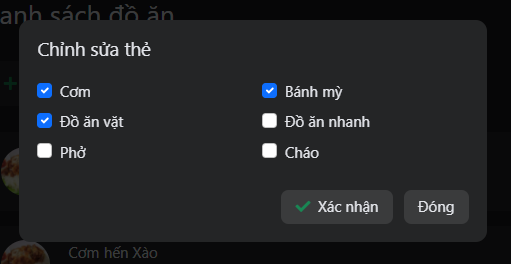 anh sách đồ ăn
Chỉnh sửa thẻ
Cơm
Bánh mỳ
Đồ ăn vặt
Đồ ăn nhanh
Phở
Cháo
Xác nhận
Đóng
Cơm hến Xào